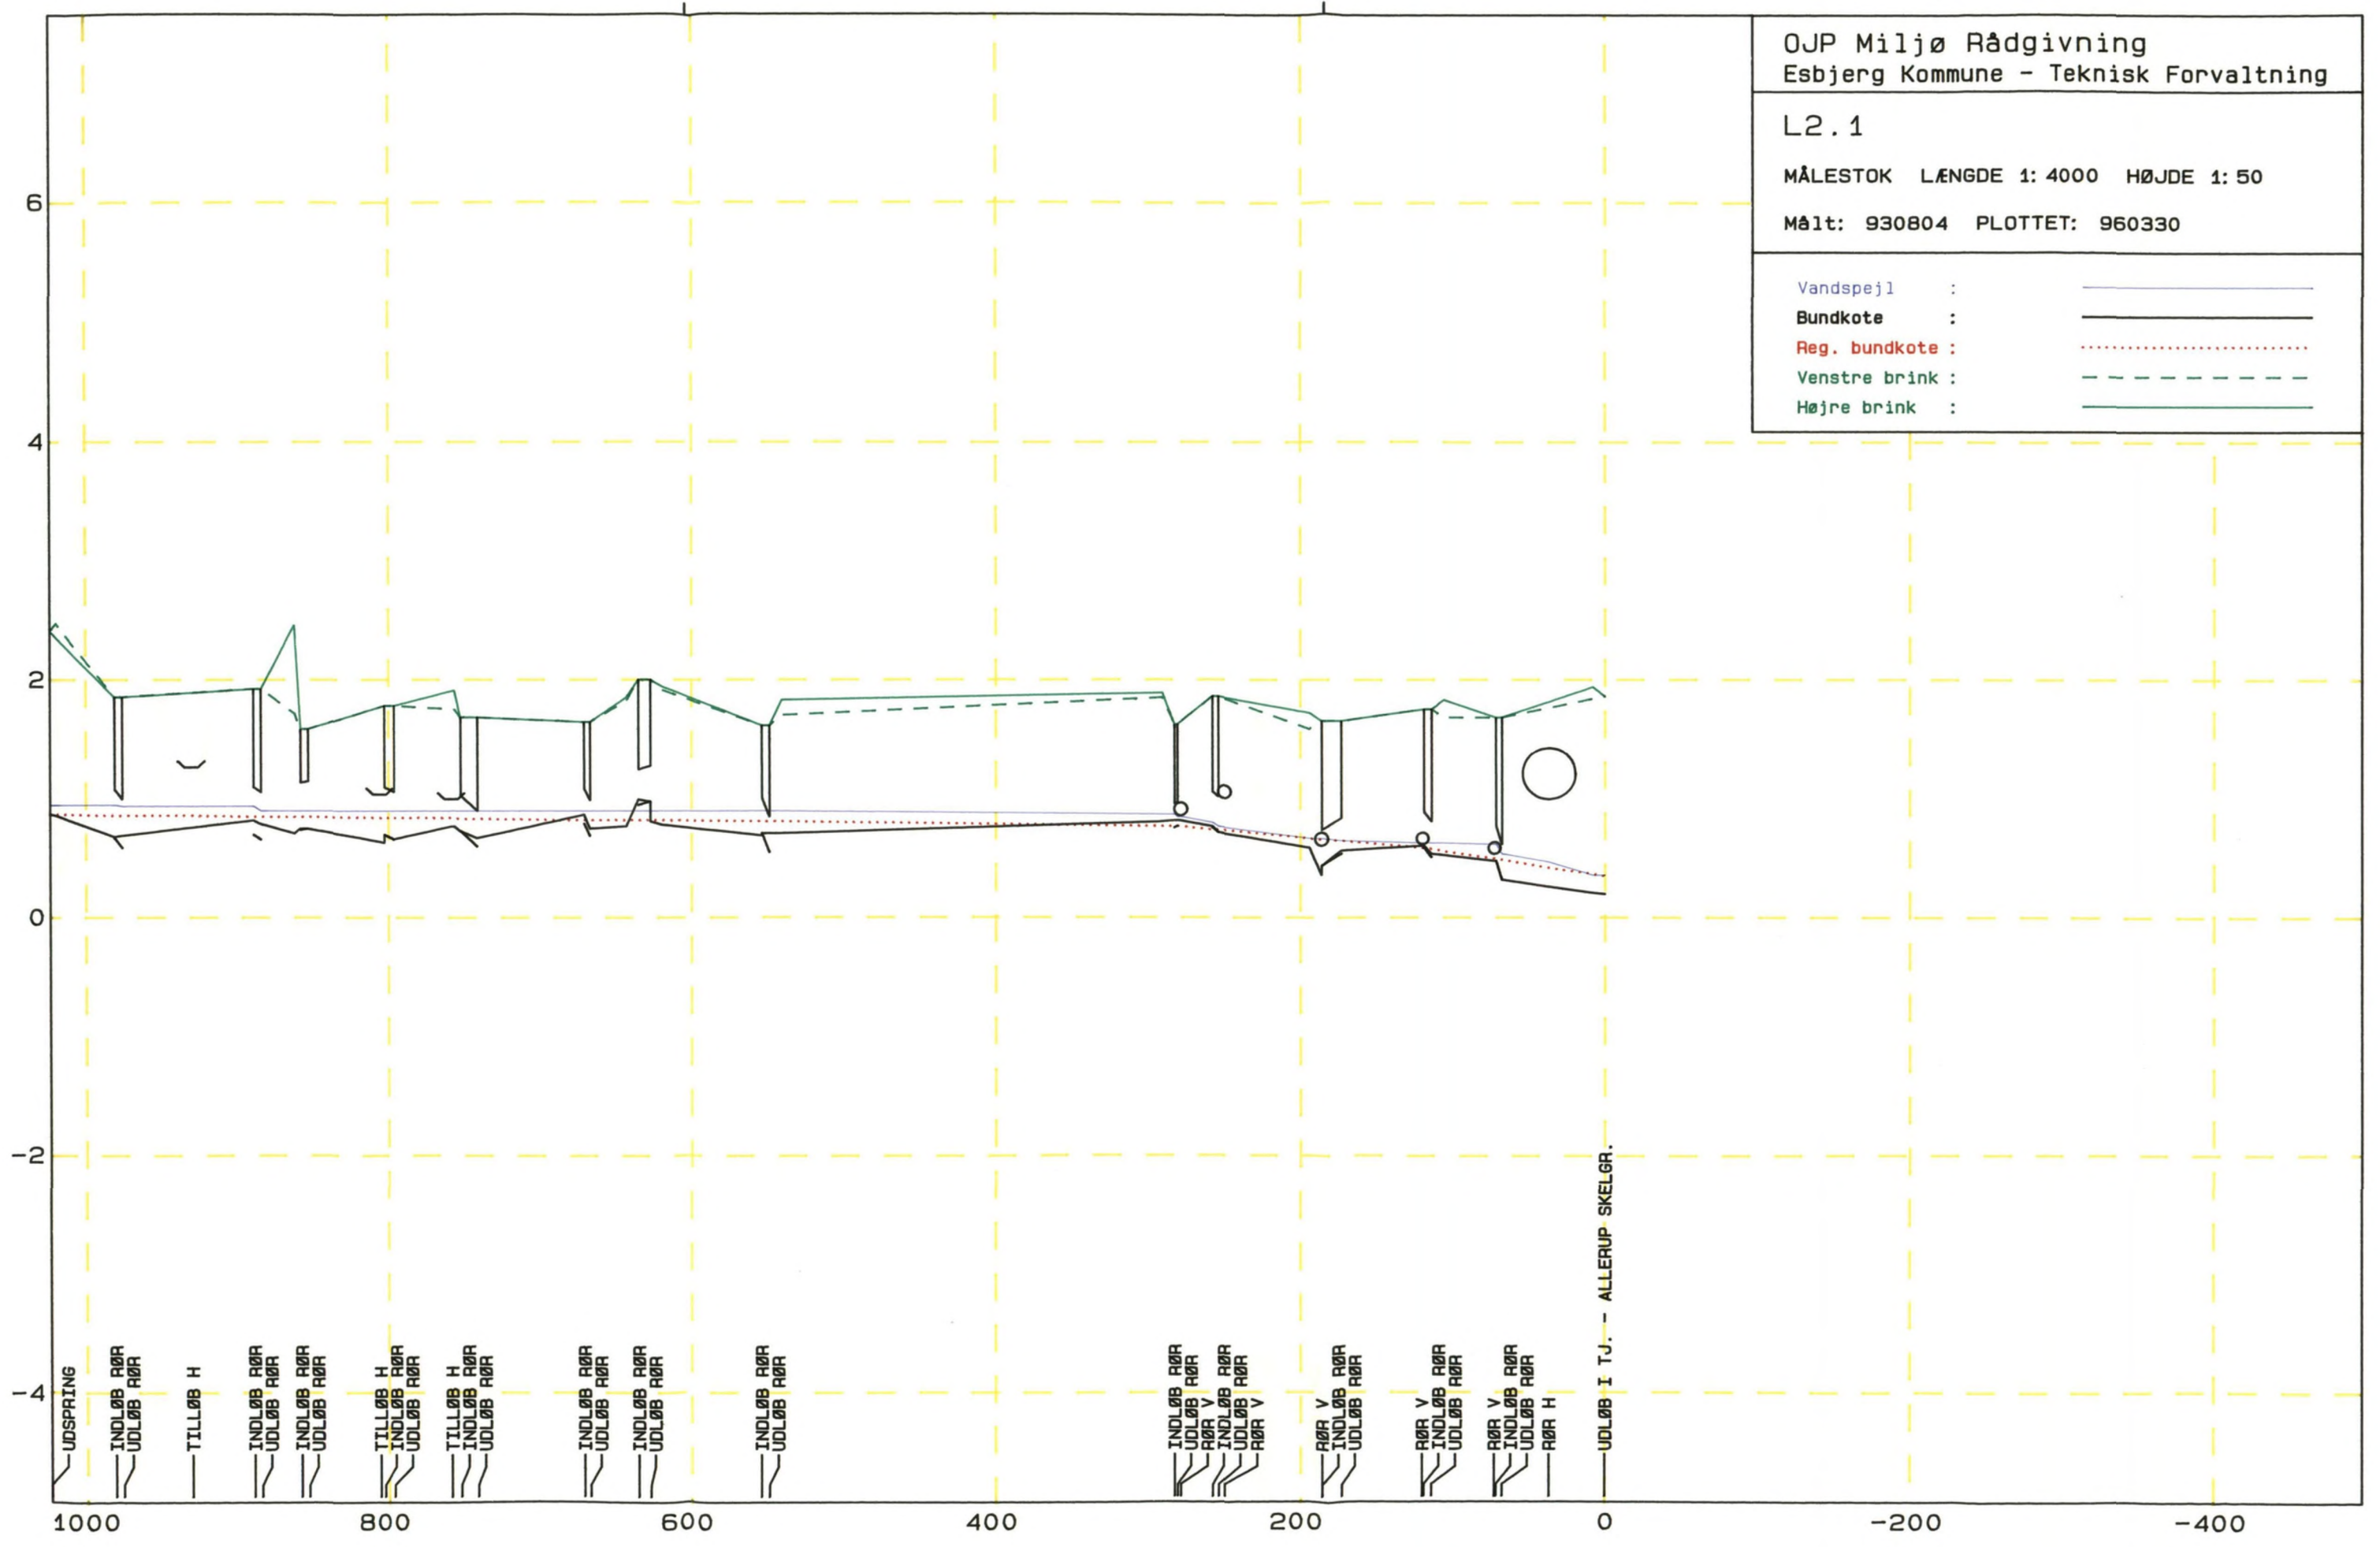 OJP Miljø Rådgivning
Esbjerg Kommune - Teknisk Forvaltning
L2.1
MÅLESTOK LÆNGDE 1:4000 HØJDE 1:50
Målt: 930804 PLOTTET: 960330
Vandspejl :
Bundkote :
Reg. bundkote :
Venstre brink :
Højre brink :
6
4
2
0
-2
-4
UDSPRING
INDLØB RØR
UDLØB RØR
TILLØB H
INDLØB RØR
UDLØB RØR
INDLØB RØR
UDLØB RØR
TILLØB H
INDLØB RØR
UDLØB RØR
TILLØB H
INDLØB RØR
UDLØB RØR
INDLØB RØR
UDLØB RØR
INDLØB RØR
UDLØB RØR
INDLØB RØR
UDLØB RØR
INDLØB RØR
UDLØB RØR
RØR V
INDLØB RØR
UDLØB RØR
RØR V
RØR V
INDLØB RØR
UDLØB RØR
RØR V
INDLØB RØR
UDLØB RØR
RØR V
INDLØB RØR
UDLØB RØR
RØR H
UDLØB I TJ. - ALLERUP SKELGR.
1000 800 600 400 200 0 -200 -400